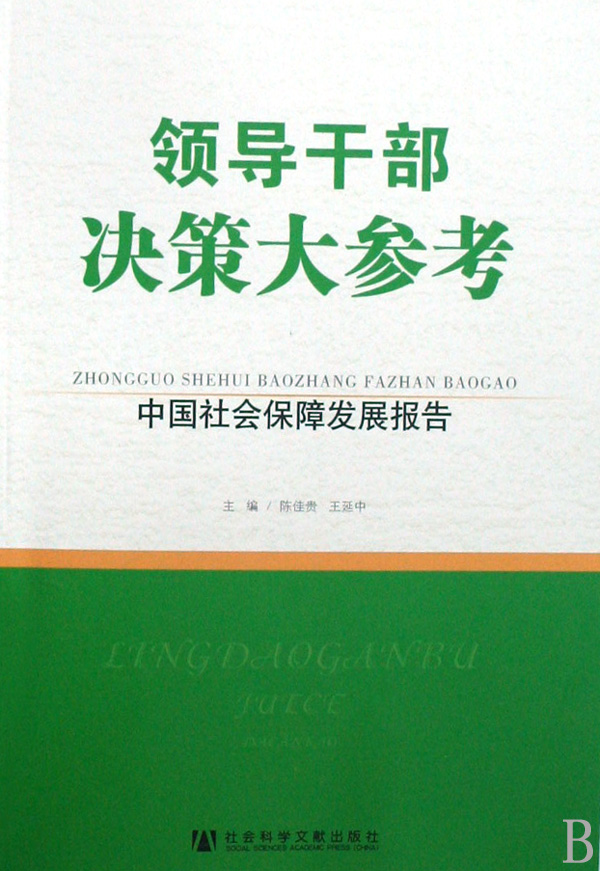 领导干部
决策大参考
ZHONGGUO SHEHUI BAOZHANG FAZHAN BAOGAO
中国社会保障发展报告
主 编 / 陈佳贵 王延中
LINGDAOGANBU
JUECE
社会科学文献出版社
SOCIAL SCIENCES ACADEMIC PRESS (CHINA)
B